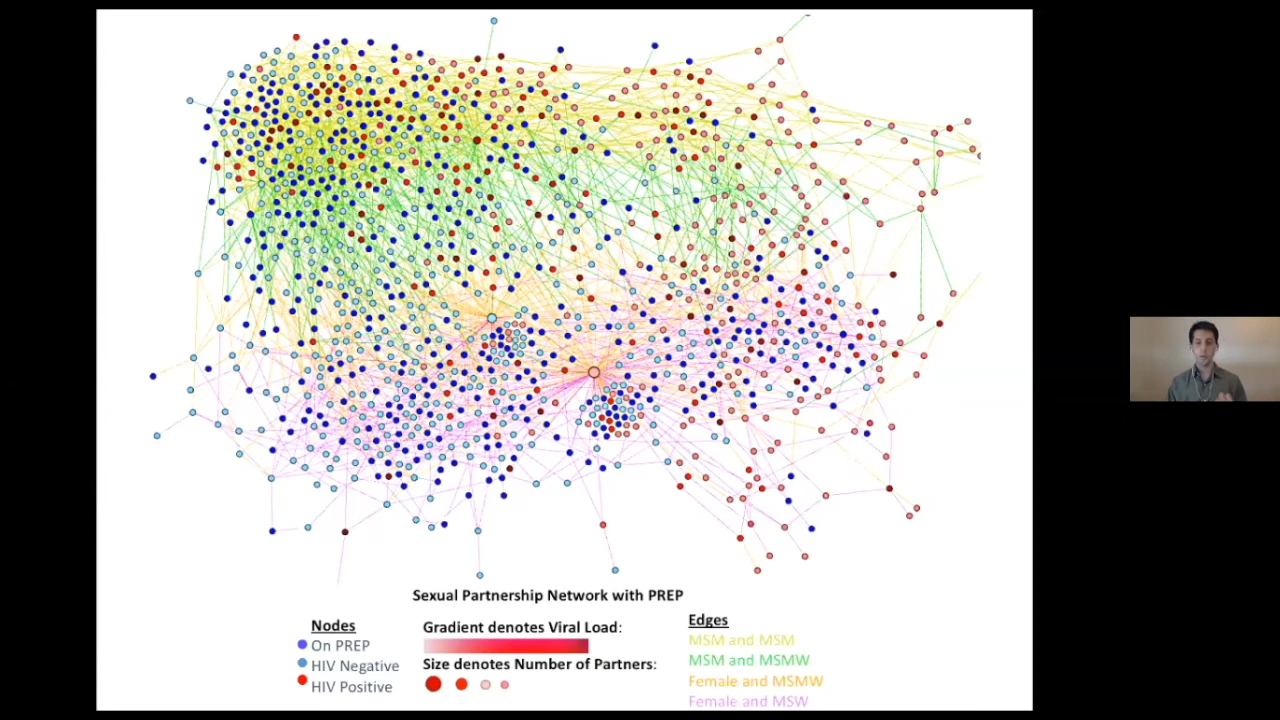 Sexual Partnership Network with PREP
Nodes
On PREP
HIV Negative
HIV Positive
Gradient denotes Viral Load:
Size denotes Number of Partners:
Edges
MSM and MSM
MSM and MSMW
Female and MSMW
Female and MSW